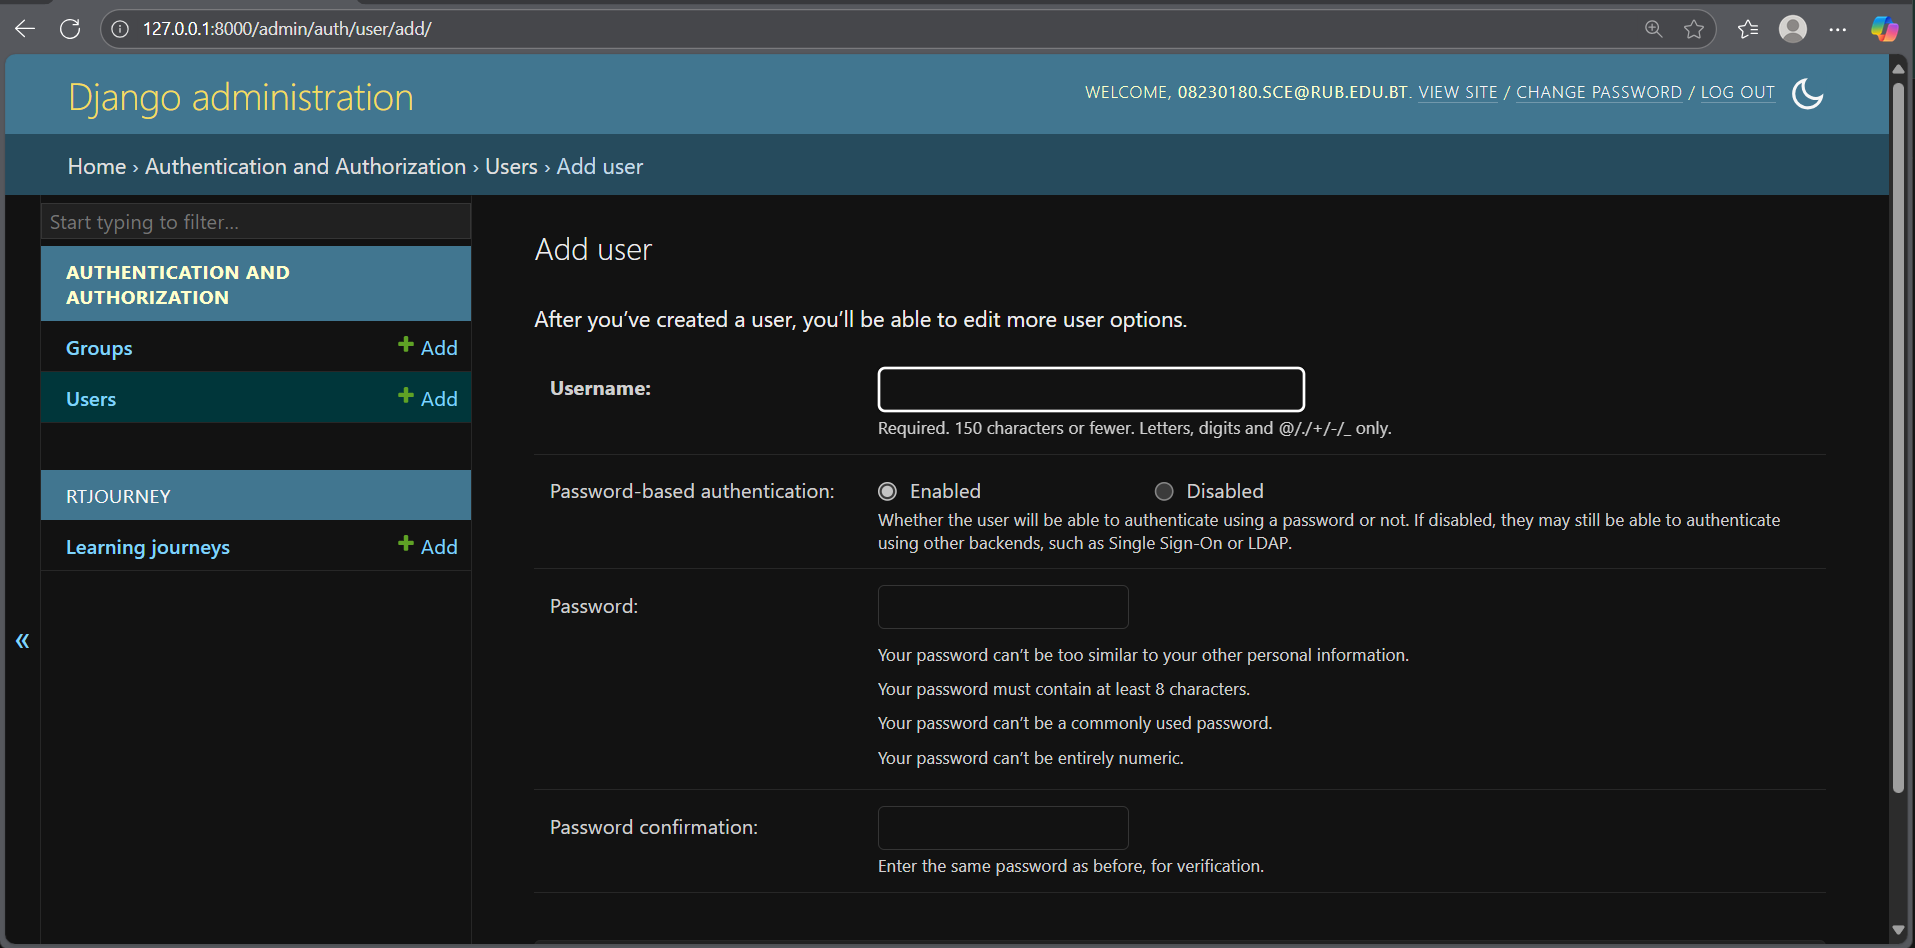 127.0.0.1:8000/admin/auth/user/add/
Django administration
WELCOME, 08230180.SCE@RUB.EDU.BT. VIEW SITE / CHANGE PASSWORD / LOG OUT
Home › Authentication and Authorization › Users › Add user
Start typing to filter...
AUTHENTICATION AND
AUTHORIZATION
Groups
Add
Users
Add
RTJOURNEY
Learning journeys
Add
«
Add user
After you’ve created a user, you’ll be able to edit more user options.
Username:
Required. 150 characters or fewer. Letters, digits and @/./+/-/_ only.
Password-based authentication:
Enabled
Disabled
Whether the user will be able to authenticate using a password or not. If disabled, they may still be able to authenticate
using other backends, such as Single Sign-On or LDAP.
Password:
Your password can’t be too similar to your other personal information.
Your password must contain at least 8 characters.
Your password can’t be a commonly used password.
Your password can’t be entirely numeric.
Password confirmation:
Enter the same password as before, for verification.